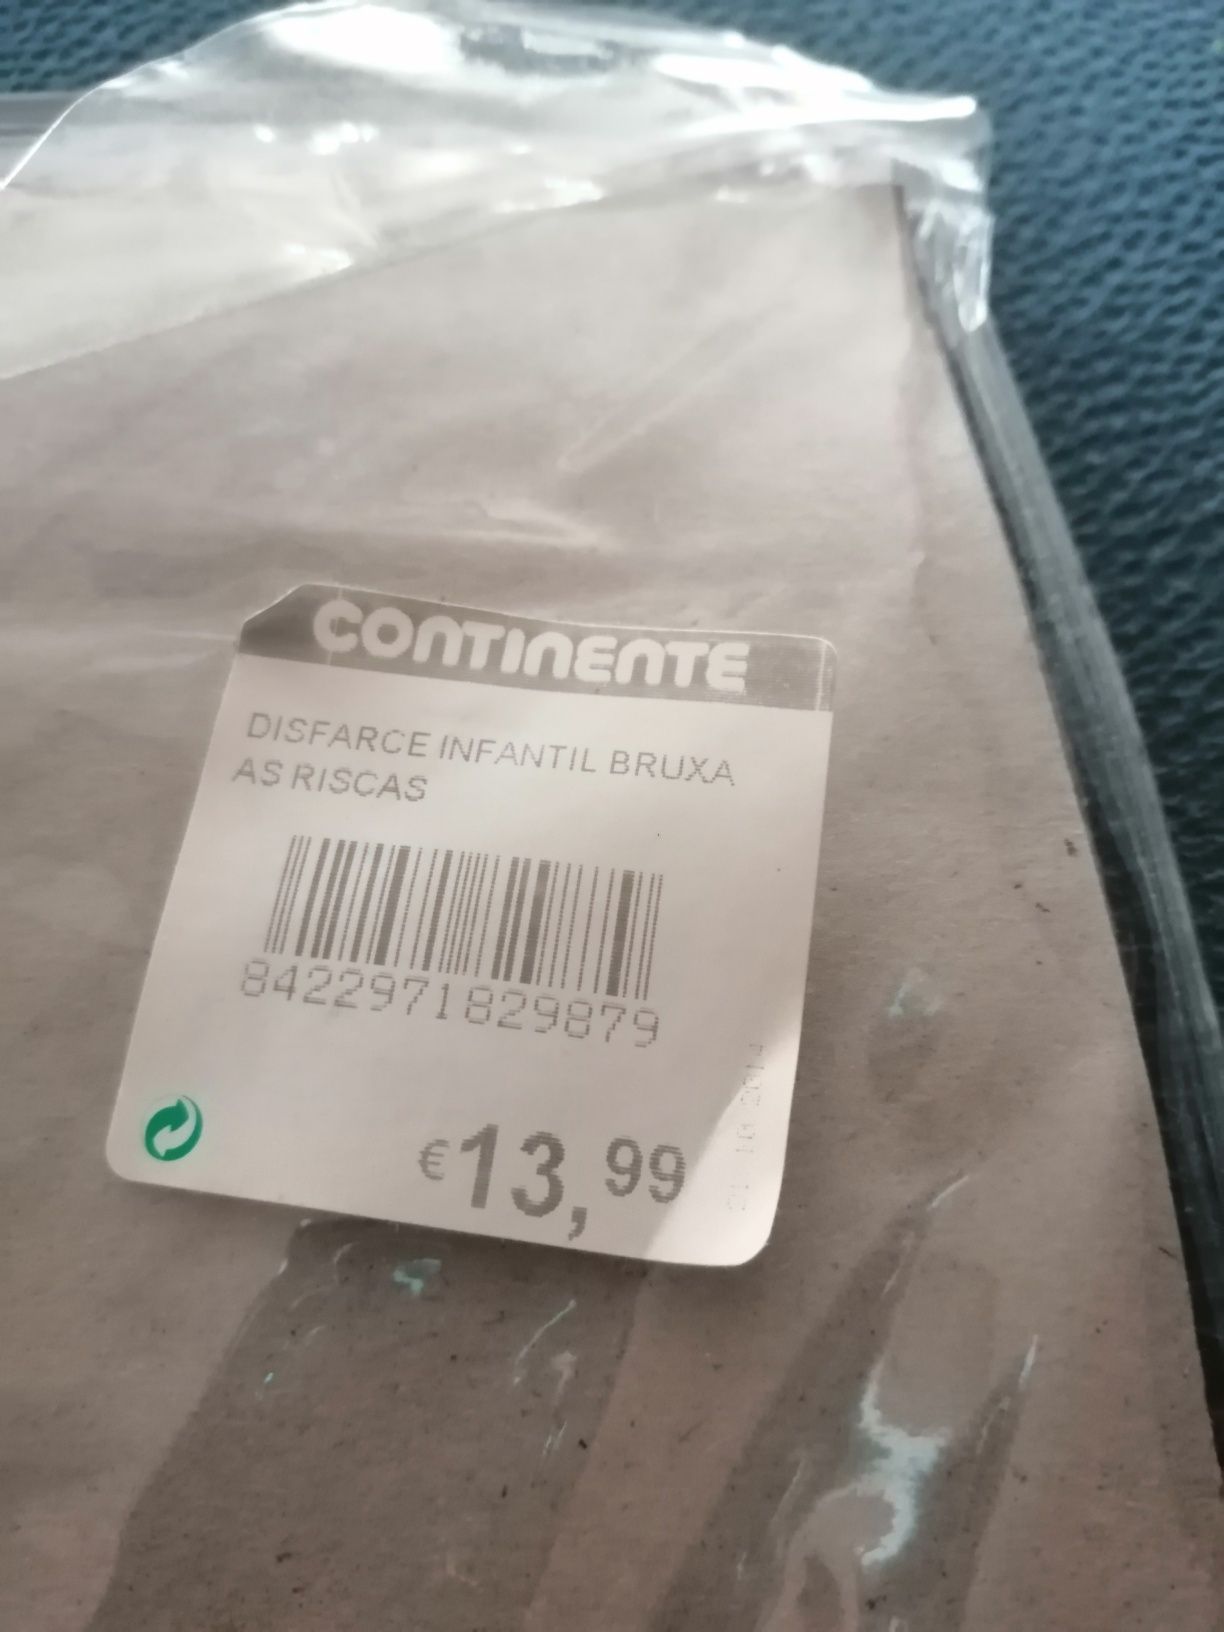 CONTINENTE
DISFARCE INFANTIL BRUXA
AS RISCAS
8422971829879
€13,99